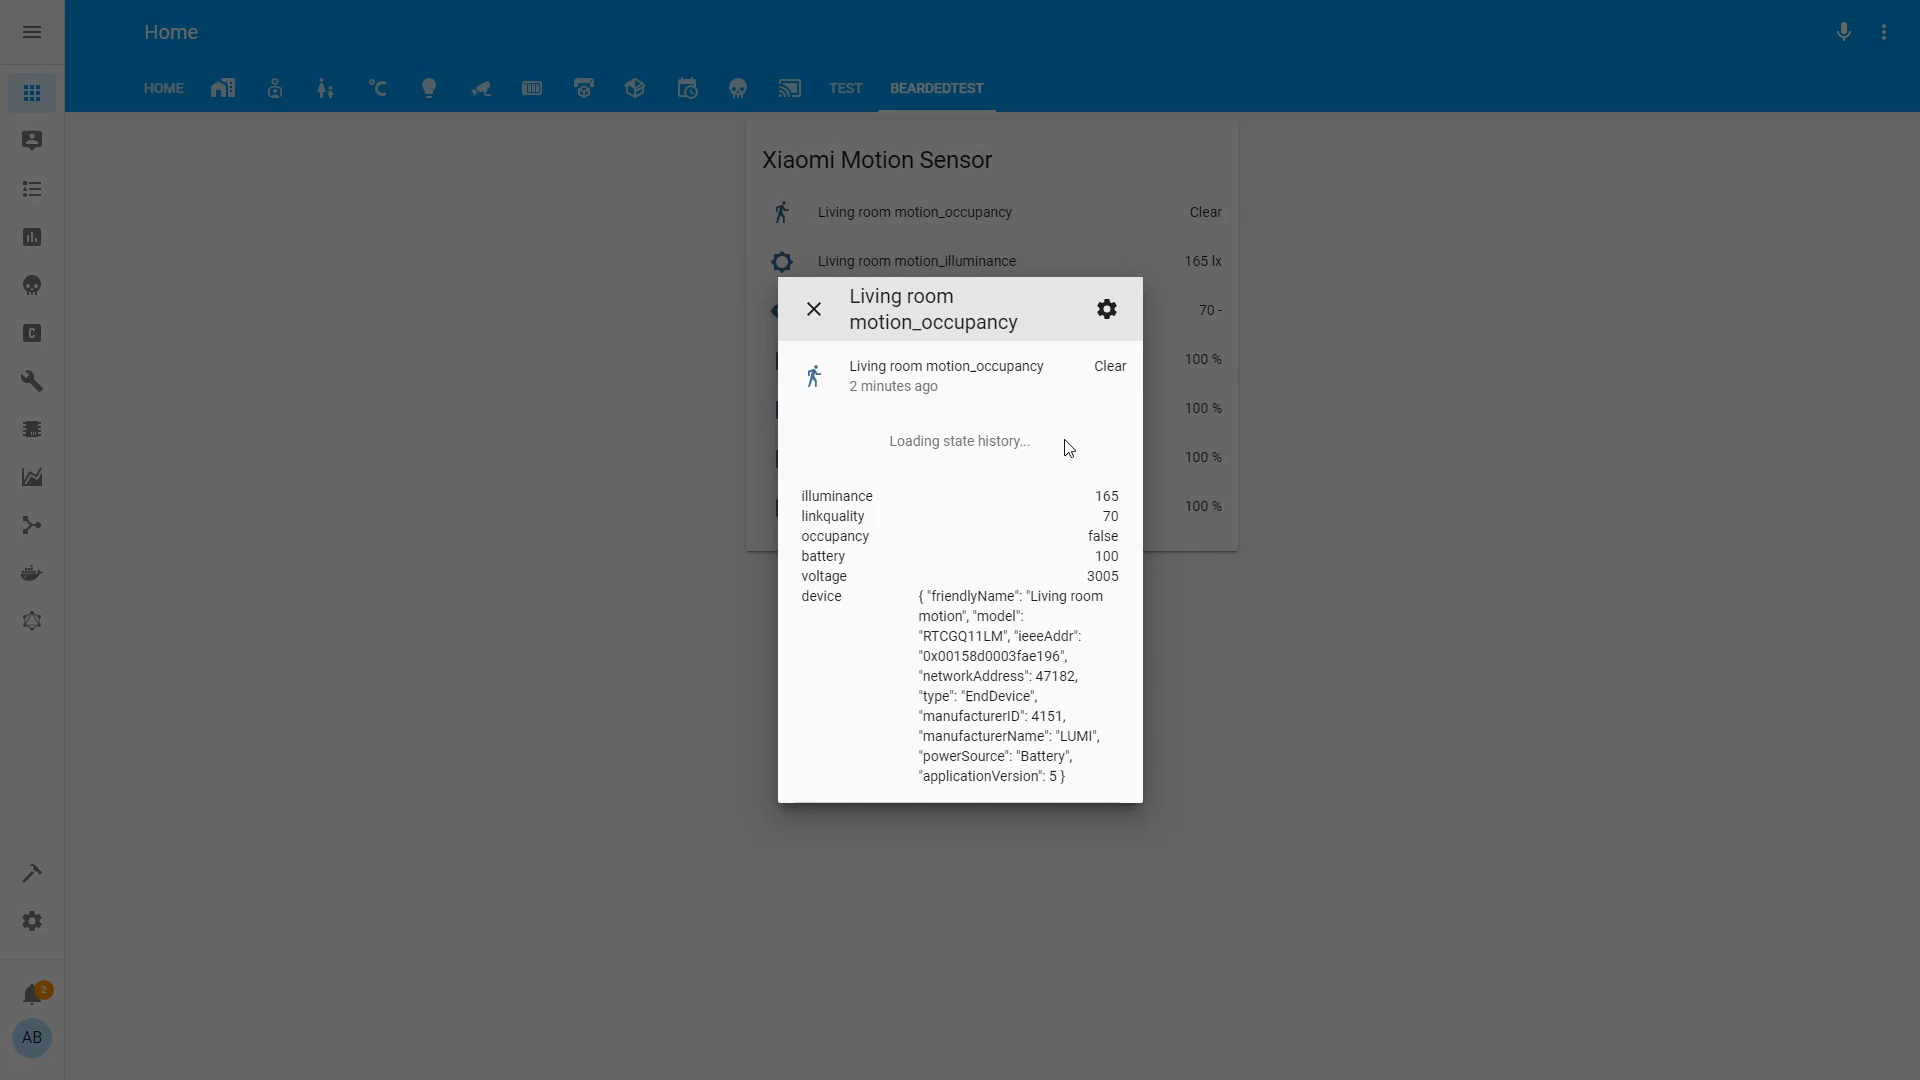 Home
HOME
TEST
BEARDEDTEST
Xiaomi Motion Sensor
Living room motion_occupancy Clear
Living room motion_illuminance 165 lx
70 -
100 %
100 %
100 %
100 %
Living room
motion_occupancy
Living room motion_occupancy Clear
2 minutes ago
Loading state history...
illuminance 165
linkquality 70
occupancy false
battery 100
voltage 3005
device { "friendlyName": "Living room
motion", "model":
"RTCGQ11LM", "ieeeAddr":
"0x00158d0003fae196",
"networkAddress": 47182,
"type": "EndDevice",
"manufacturerID": 4151,
"manufacturerName": "LUMI",
"powerSource": "Battery",
"applicationVersion": 5 }
C
2
AB